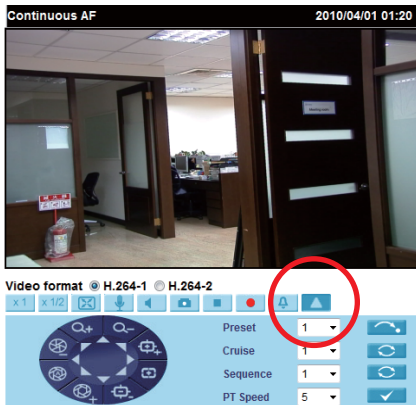 Continuous AF 2010/04/01 01:20
Video format H.264-1 H.264-2
x 1 x 1/2
Preset 1
Cruise 1
Sequence 1
PT Speed 5